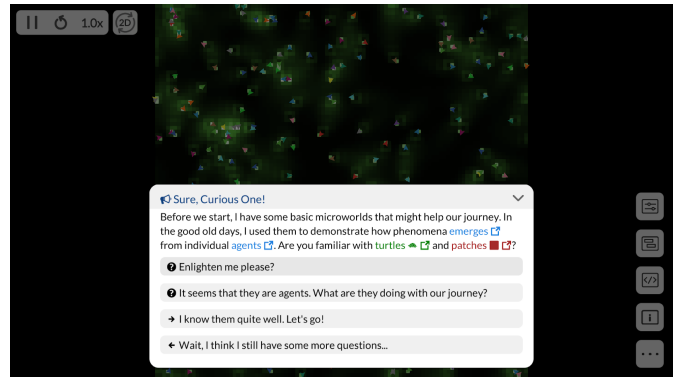 1.0x
2D
Sure, Curious One!
Before we start, I have some basic microworlds that might help our journey. In
the good old days, I used them to demonstrate how phenomena emerges
from individual agents. Are you familiar with turtles and patches?
Enlighten me please?
It seems that they are agents. What are they doing with our journey?
I know them quite well. Let's go!
Wait, I think I still have some more questions...